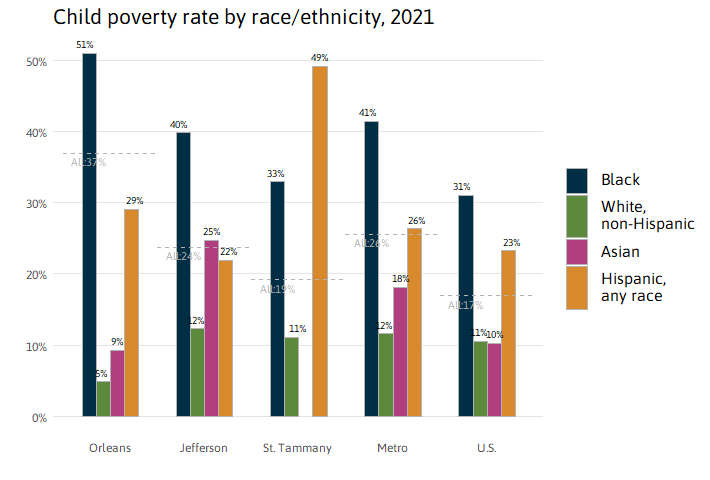 Child poverty rate by race/ethnicity, 2021
50%
40%
30%
20%
10%
0%
51%
5%
9%
29%
All:37%
40%
12%
25%
22%
All:24%
33%
11%
49%
All:19%
41%
12%
18%
26%
All:26%
31%
11%
10%
23%
All:17%
Orleans
Jefferson
St. Tammany
Metro
U.S.
Black
White,
non-Hispanic
Asian
Hispanic,
any race